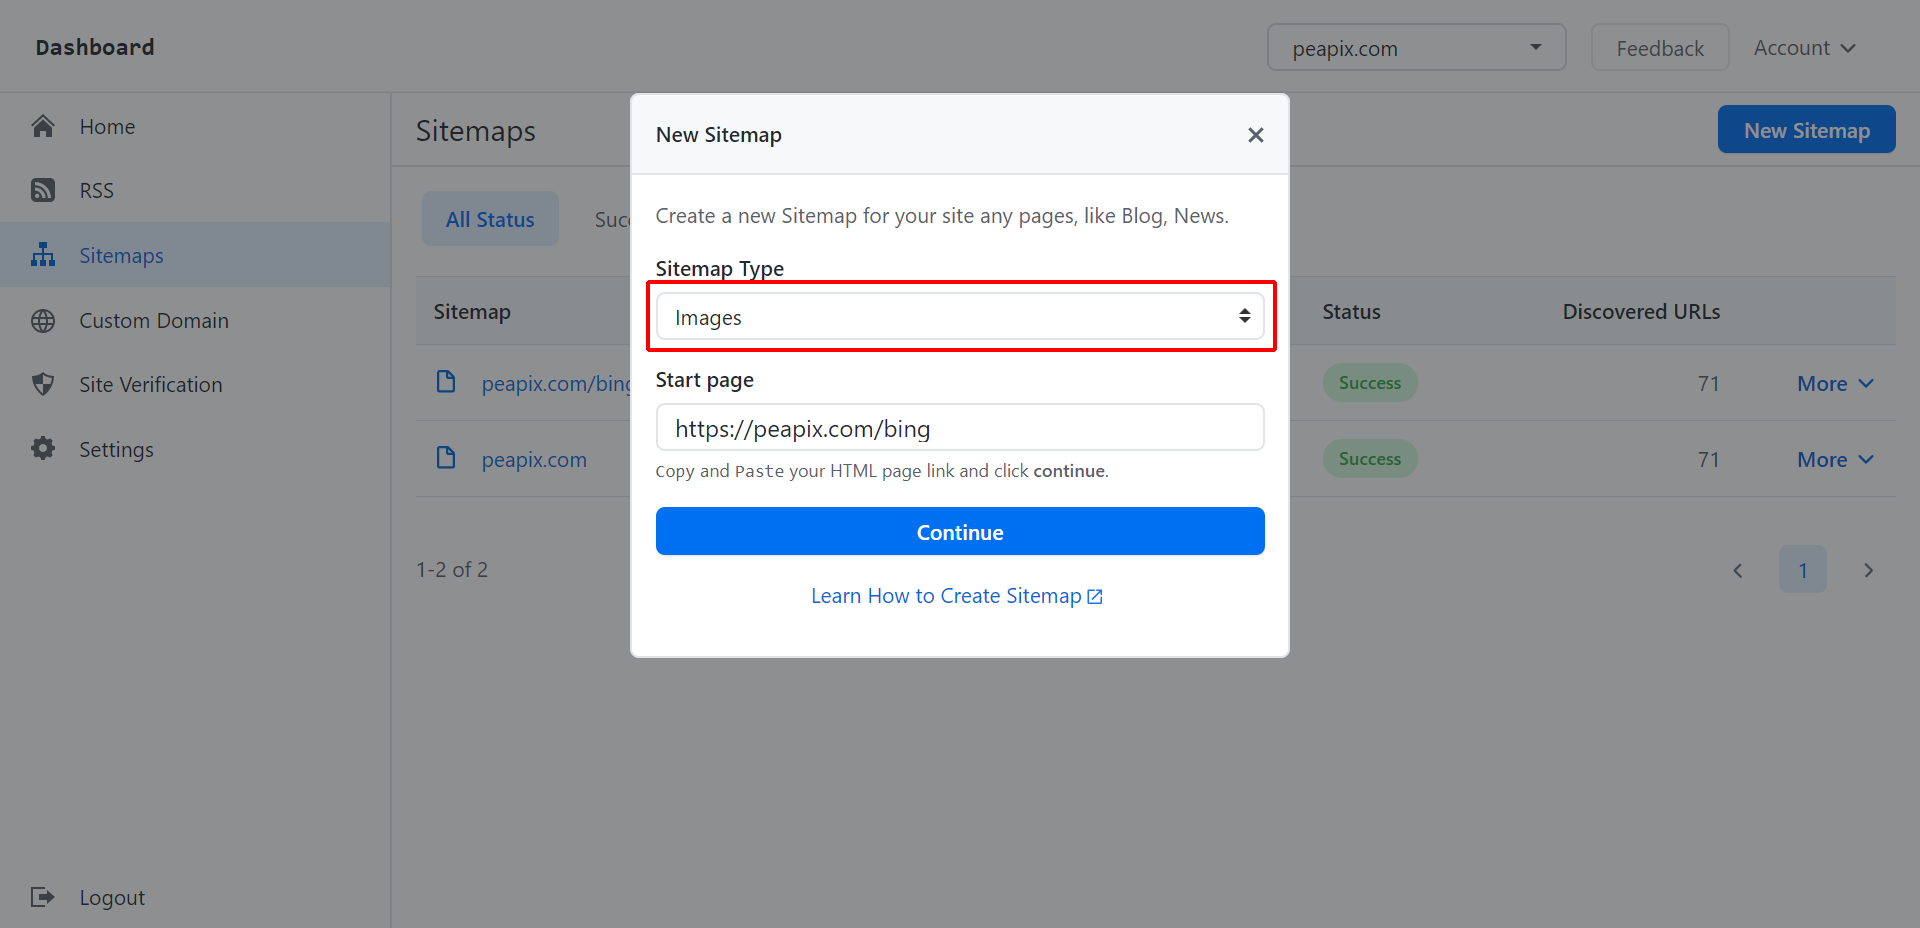 Dashboard
peapix.com
Feedback
Account
Home
RSS
Sitemaps
Custom Domain
Site Verification
Settings
Logout
Sitemaps
New Sitemap
All Status
Suc
Sitemap
Status
Discovered URLs
peapix.com/bing
Success
71
More
peapix.com
Success
71
More
1-2 of 2
1
New Sitemap
Create a new Sitemap for your site any pages, like Blog, News.
Sitemap Type
Images
Start page
https://peapix.com/bing
Copy and Paste your HTML page link and click continue.
Continue
Learn How to Create Sitemap